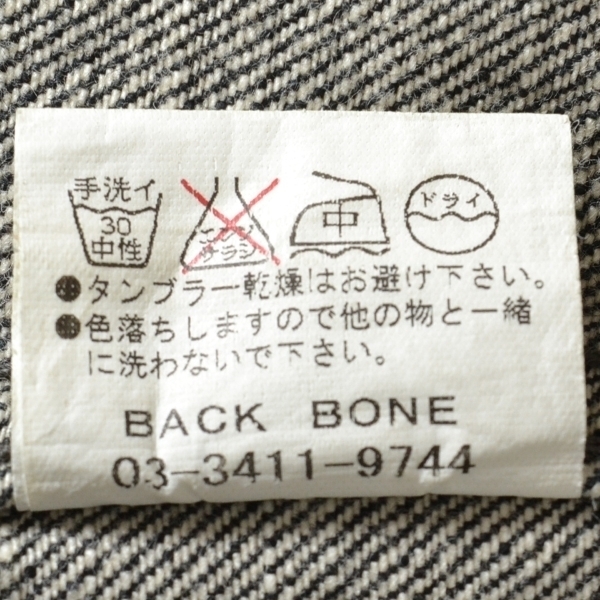 手洗イ
30
中性
エンソ
サラシ
中
ドライ
●タンブラー乾燥はお避け下さい。
●色落ちしますので他の物と一緒
に洗わないで下さい。
BACK BONE
03-3411-9744